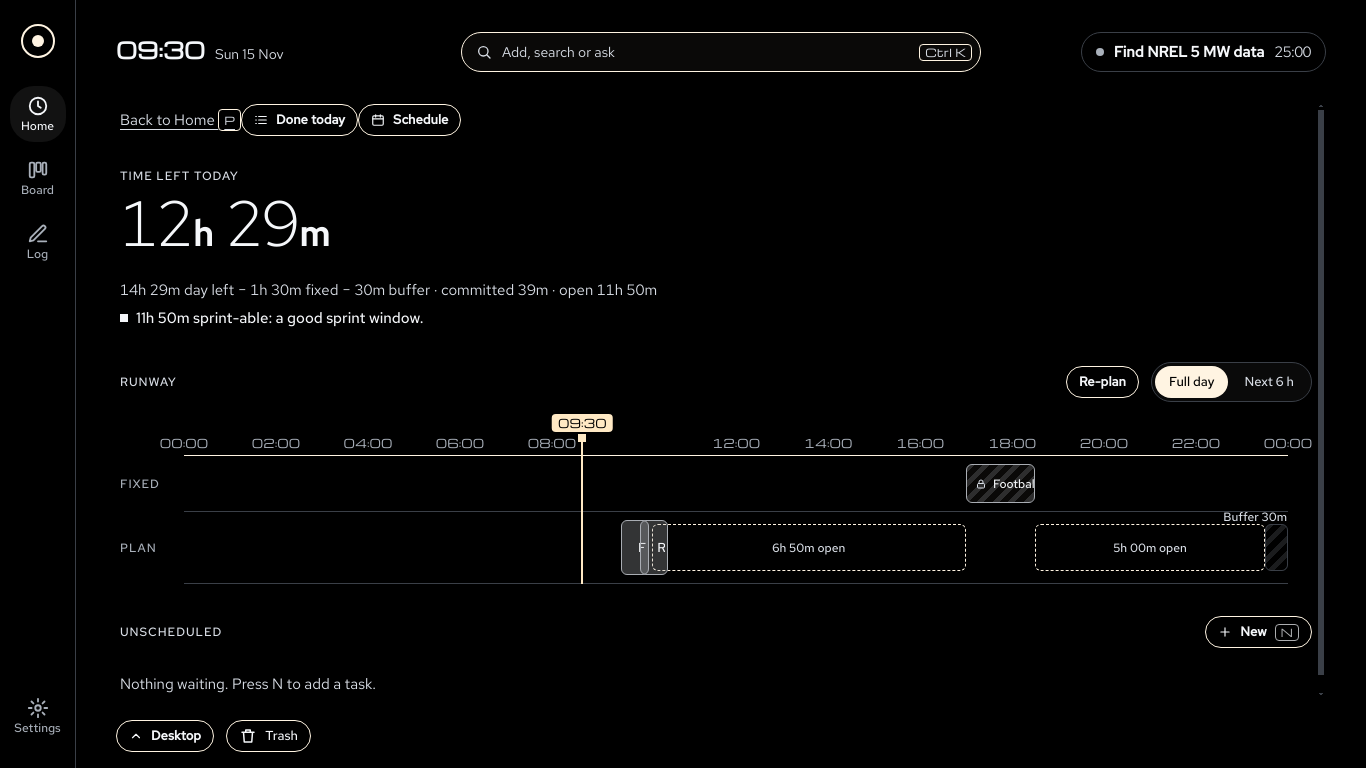 09:30 Sun 15 Nov
Add, search or ask Ctrl K
Find NREL 5 MW data 25:00
Home
Board
Log
Settings
Back to Home P
Done today
Schedule
TIME LEFT TODAY
12h 29m
14h 29m day left − 1h 30m fixed − 30m buffer · committed 39m · open 11h 50m
11h 50m sprint-able: a good sprint window.
RUNWAY
Re-plan
Full day
Next 6 h
09:30
00:00 02:00 04:00 06:00 08:00 12:00 14:00 16:00 18:00 20:00 22:00 00:00
FIXED
Footbal
Buffer 30m
PLAN
F
R
6h 50m open
5h 00m open
UNSCHEDULED
New N
Nothing waiting. Press N to add a task.
Desktop
Trash